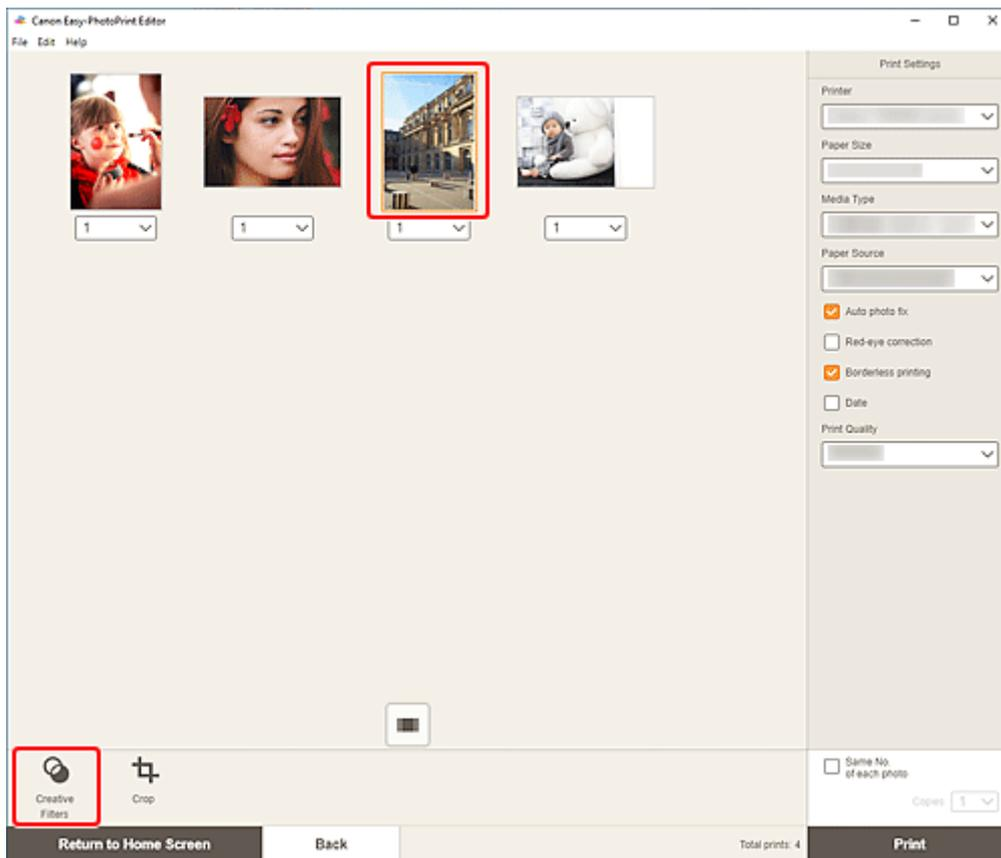 Canon Easy-PhotoPrint Editor
File Edit Help
Print Settings
Printer
Paper Size
Media Type
Paper Source
Auto photo fix
Red-eye correction
Borderless printing
Date
Print Quality
1 1 1 1
Creative
Filters
Crop
Same No.
of each photo
Copies 1
Return to Home Screen
Back
Total prints: 4
Print